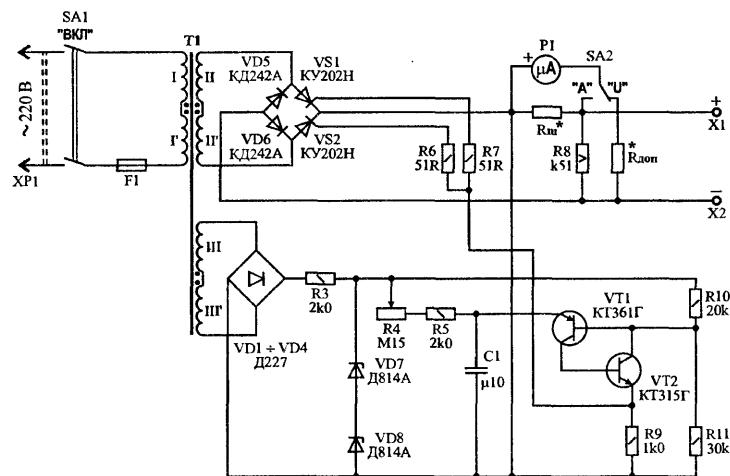 SA1
"ВКЛ"
~ 220 В
XP1
F1
T1
I
I'
II
II'
III
III'
VD5
КД242А
VS1
КУ202Н
VD6
КД242А
VS2
КУ202Н
R6
51R
R7
51R
+
P1
μA
SA2
"A"
"U"
Rш*
R8
k51
*
Rдоп
+
X1
−
X2
VD1 ÷ VD4
Д227
R3
2k0
R4
M15
R5
2k0
VD7
Д814А
VD8
Д814А
C1
μ10
VT1
КТ361Г
VT2
КТ315Г
R9
1k0
R10
20k
R11
30k